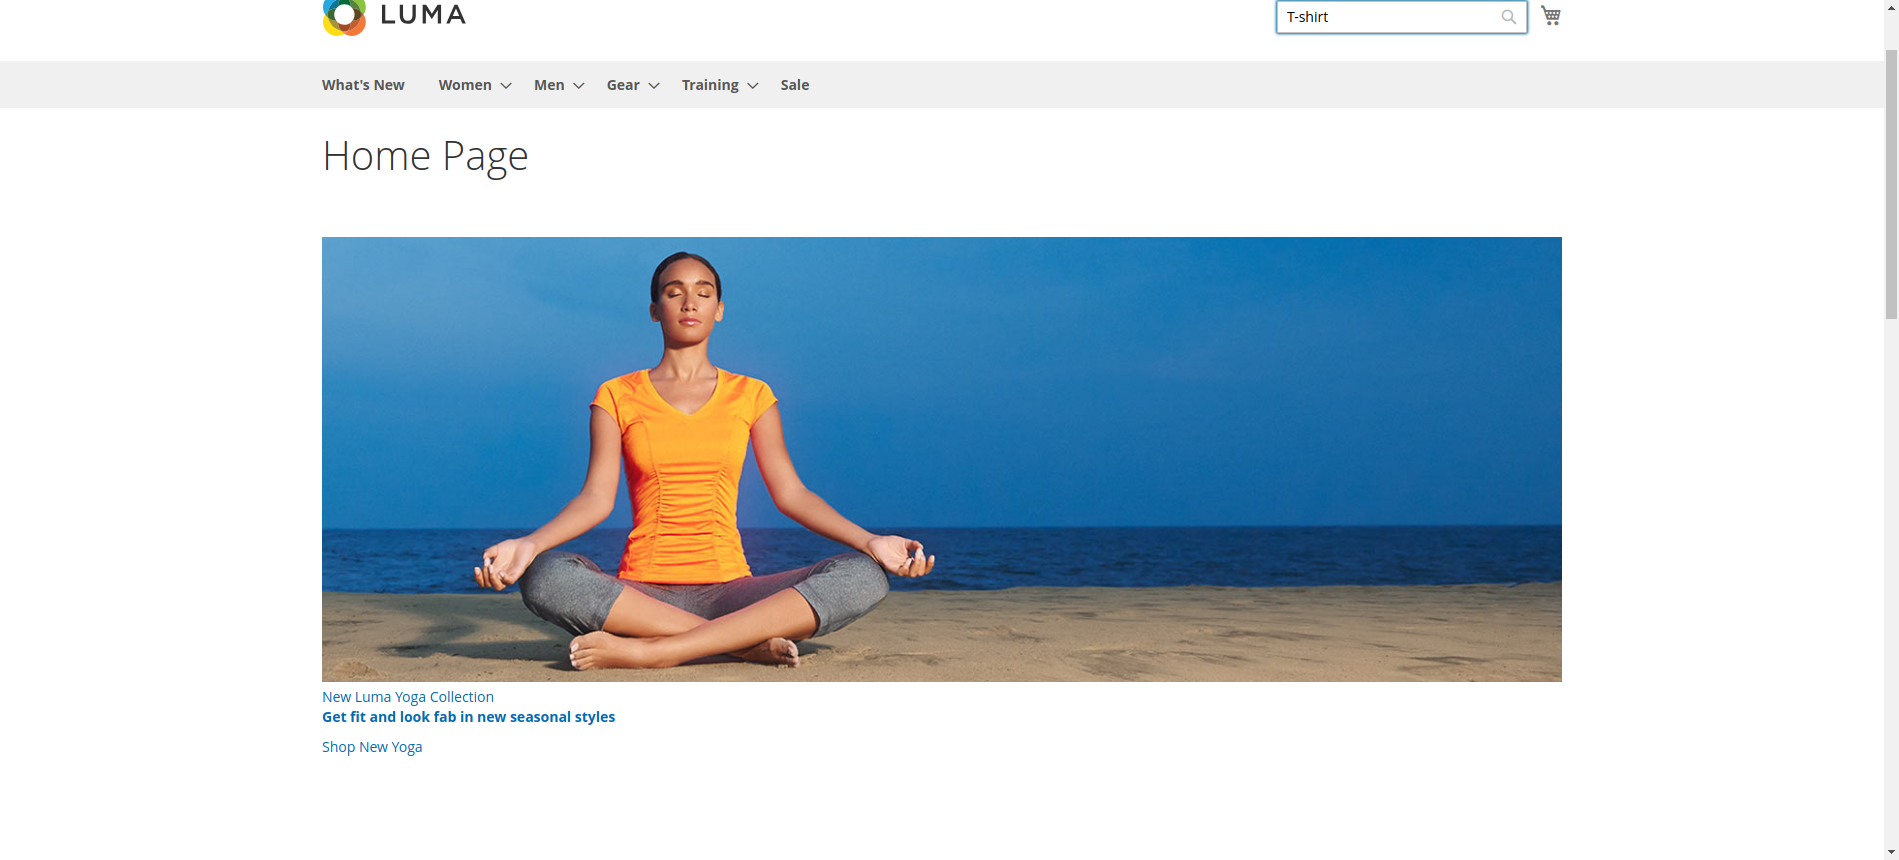 LUMA
T-shirt
What's New Women Men Gear Training Sale
Home Page
New Luma Yoga Collection
Get fit and look fab in new seasonal styles
Shop New Yoga